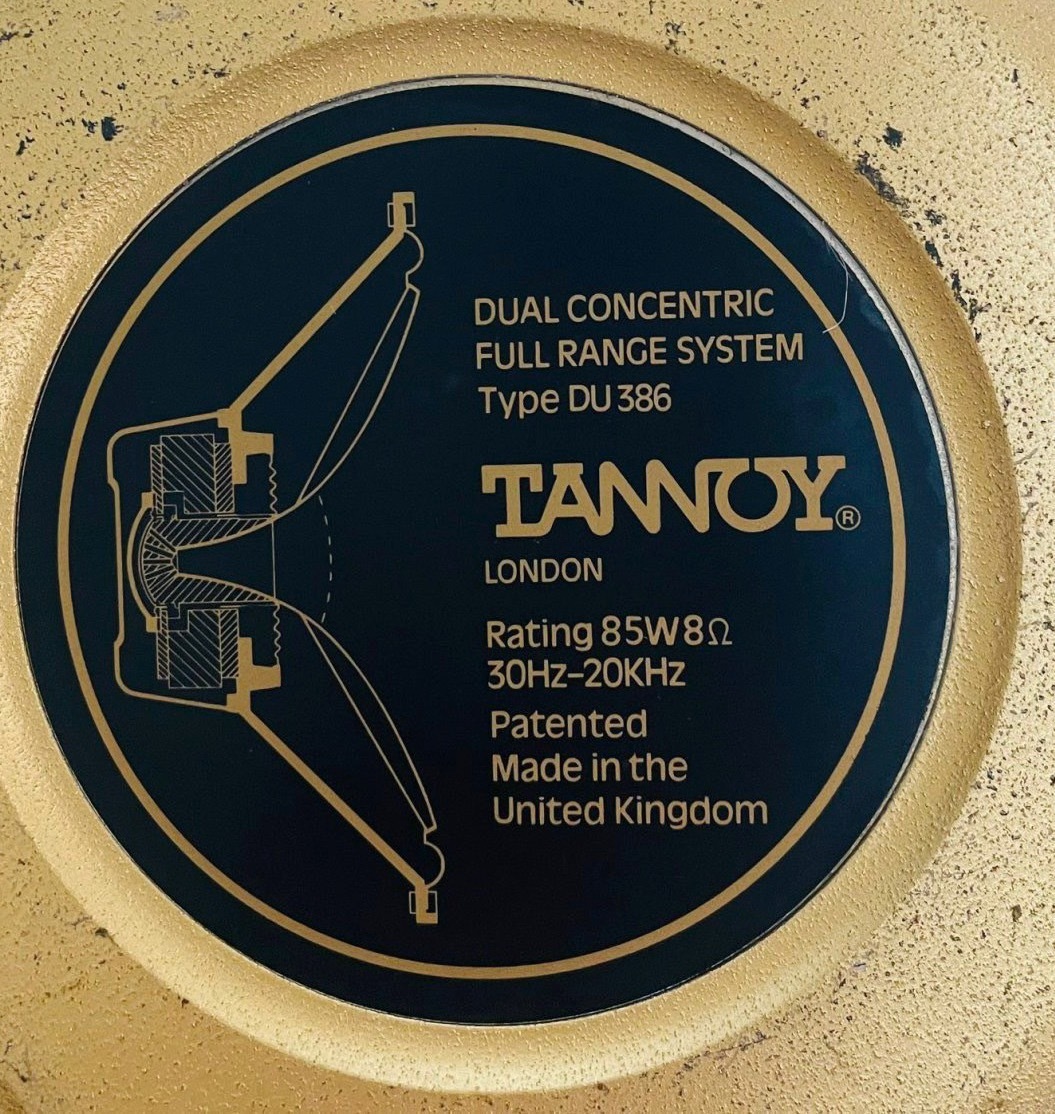 DUAL CONCENTRIC
FULL RANGE SYSTEM
Type DU 386
TANNOY®
LONDON
Rating 85W 8Ω
30Hz–20KHz
Patented
Made in the
United Kingdom